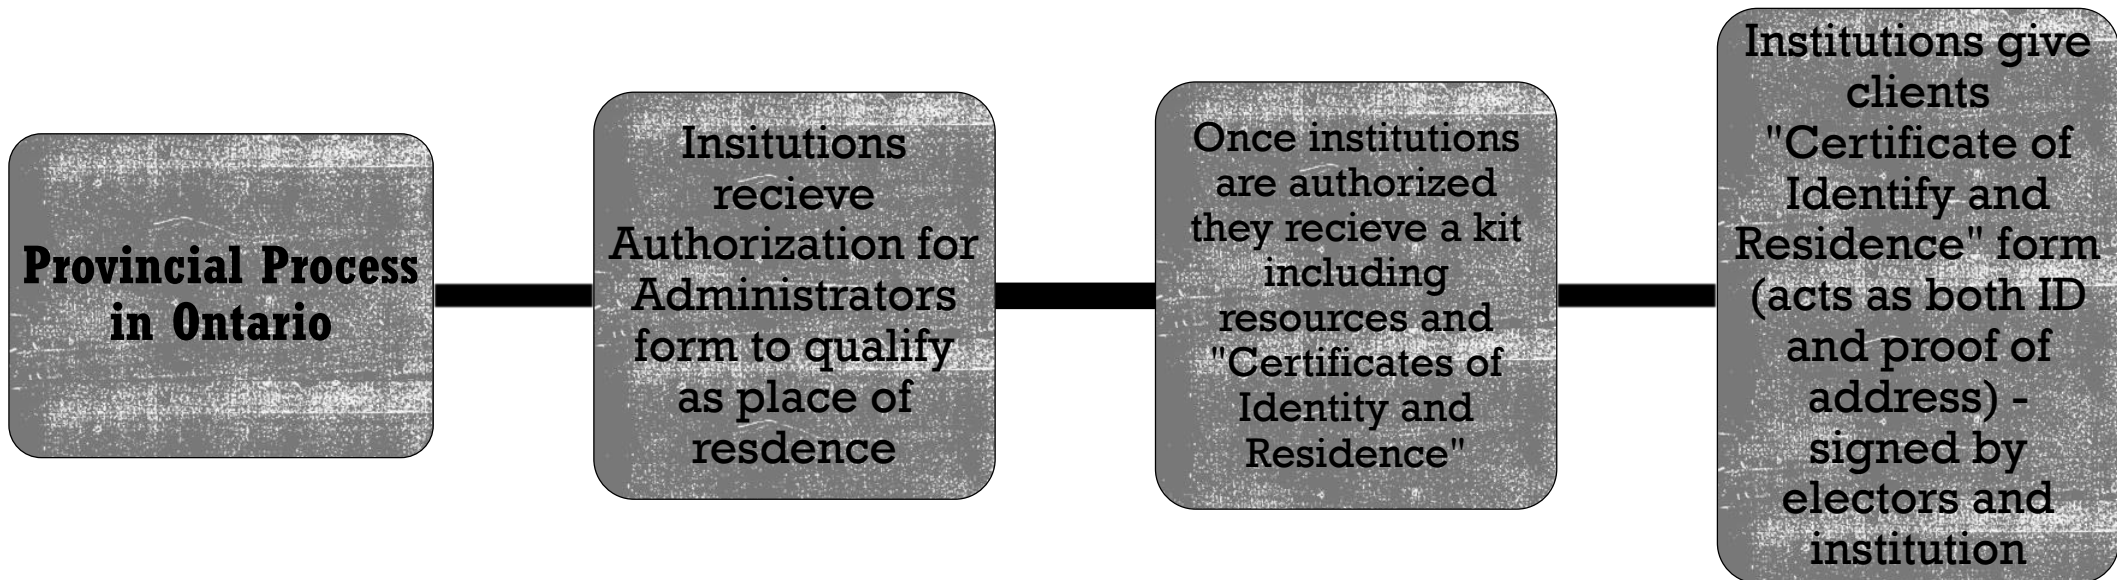 Provincial Process
in Ontario
Insitutions
recieve
Authorization for
Administrators
form to qualify
as place of
resdence
Once institutions
are authorized
they recieve a kit
including
resources and
"Certificates of
Identity and
Residence"
Institutions give
clients
"Certificate of
Identify and
Residence" form
(acts as both ID
and proof of
address) -
signed by
electors and
institution